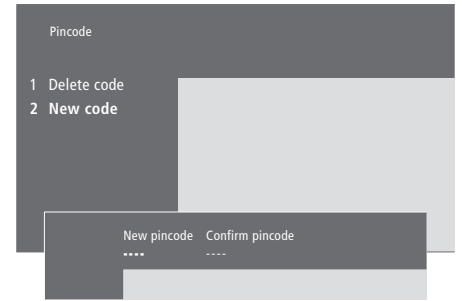 Pincode
1 Delete code
2 New code
New pincode Confirm pincode
---- ----